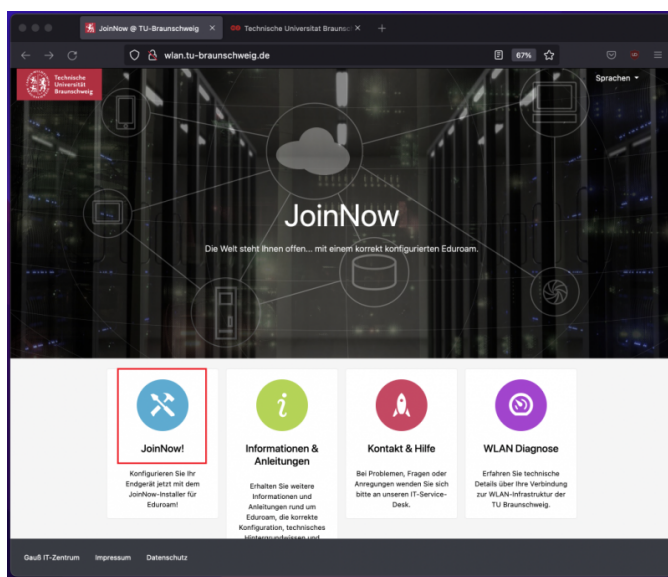 JoinNow @ TU-Braunschweig
Technische Universitat Braunsc
wlan.tu-braunschweig.de
67%
Technische
Universität
Braunschweig
Sprachen
JoinNow
Die Welt steht Ihnen offen... mit einem korrekt konfigurierten Eduroam.
JoinNow!
Konfigurieren Sie Ihr
Endgerät jetzt mit dem
JoinNow-Installer für
Eduroam!
Informationen &
Anleitungen
Erhalten Sie weitere
Informationen und
Anleitungen rund um
Eduroam, die korrekte
Konfiguration, technisches
Hintergrundwissen und
Kontakt & Hilfe
Bei Problemen, Fragen oder
Anregungen wenden Sie sich
bitte an unseren IT-Service-
Desk.
WLAN Diagnose
Erfahren Sie technische
Details über Ihre Verbindung
zur WLAN-Infrastruktur der
TU Braunschweig.
Gauß IT-Zentrum Impressum Datenschutz